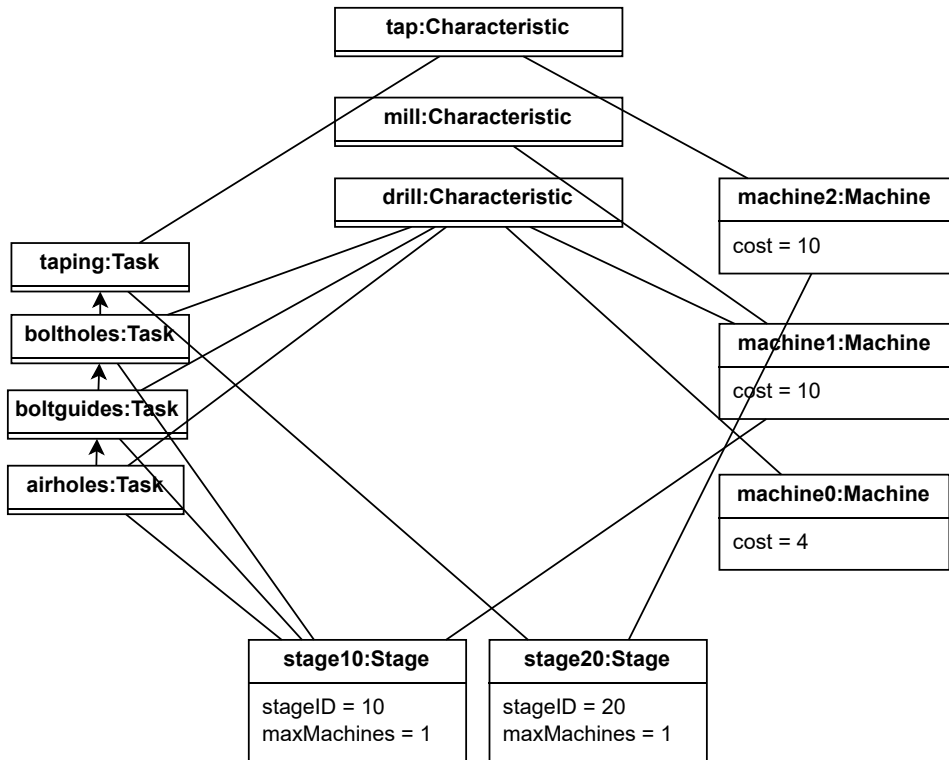 tap:Characteristic
mill:Characteristic
drill:Characteristic
machine2:Machine
cost = 10
taping:Task
boltholes:Task
machine1:Machine
cost = 10
boltguides:Task
airholes:Task
machine0:Machine
cost = 4
stage10:Stage
stageID = 10
maxMachines = 1
stage20:Stage
stageID = 20
maxMachines = 1